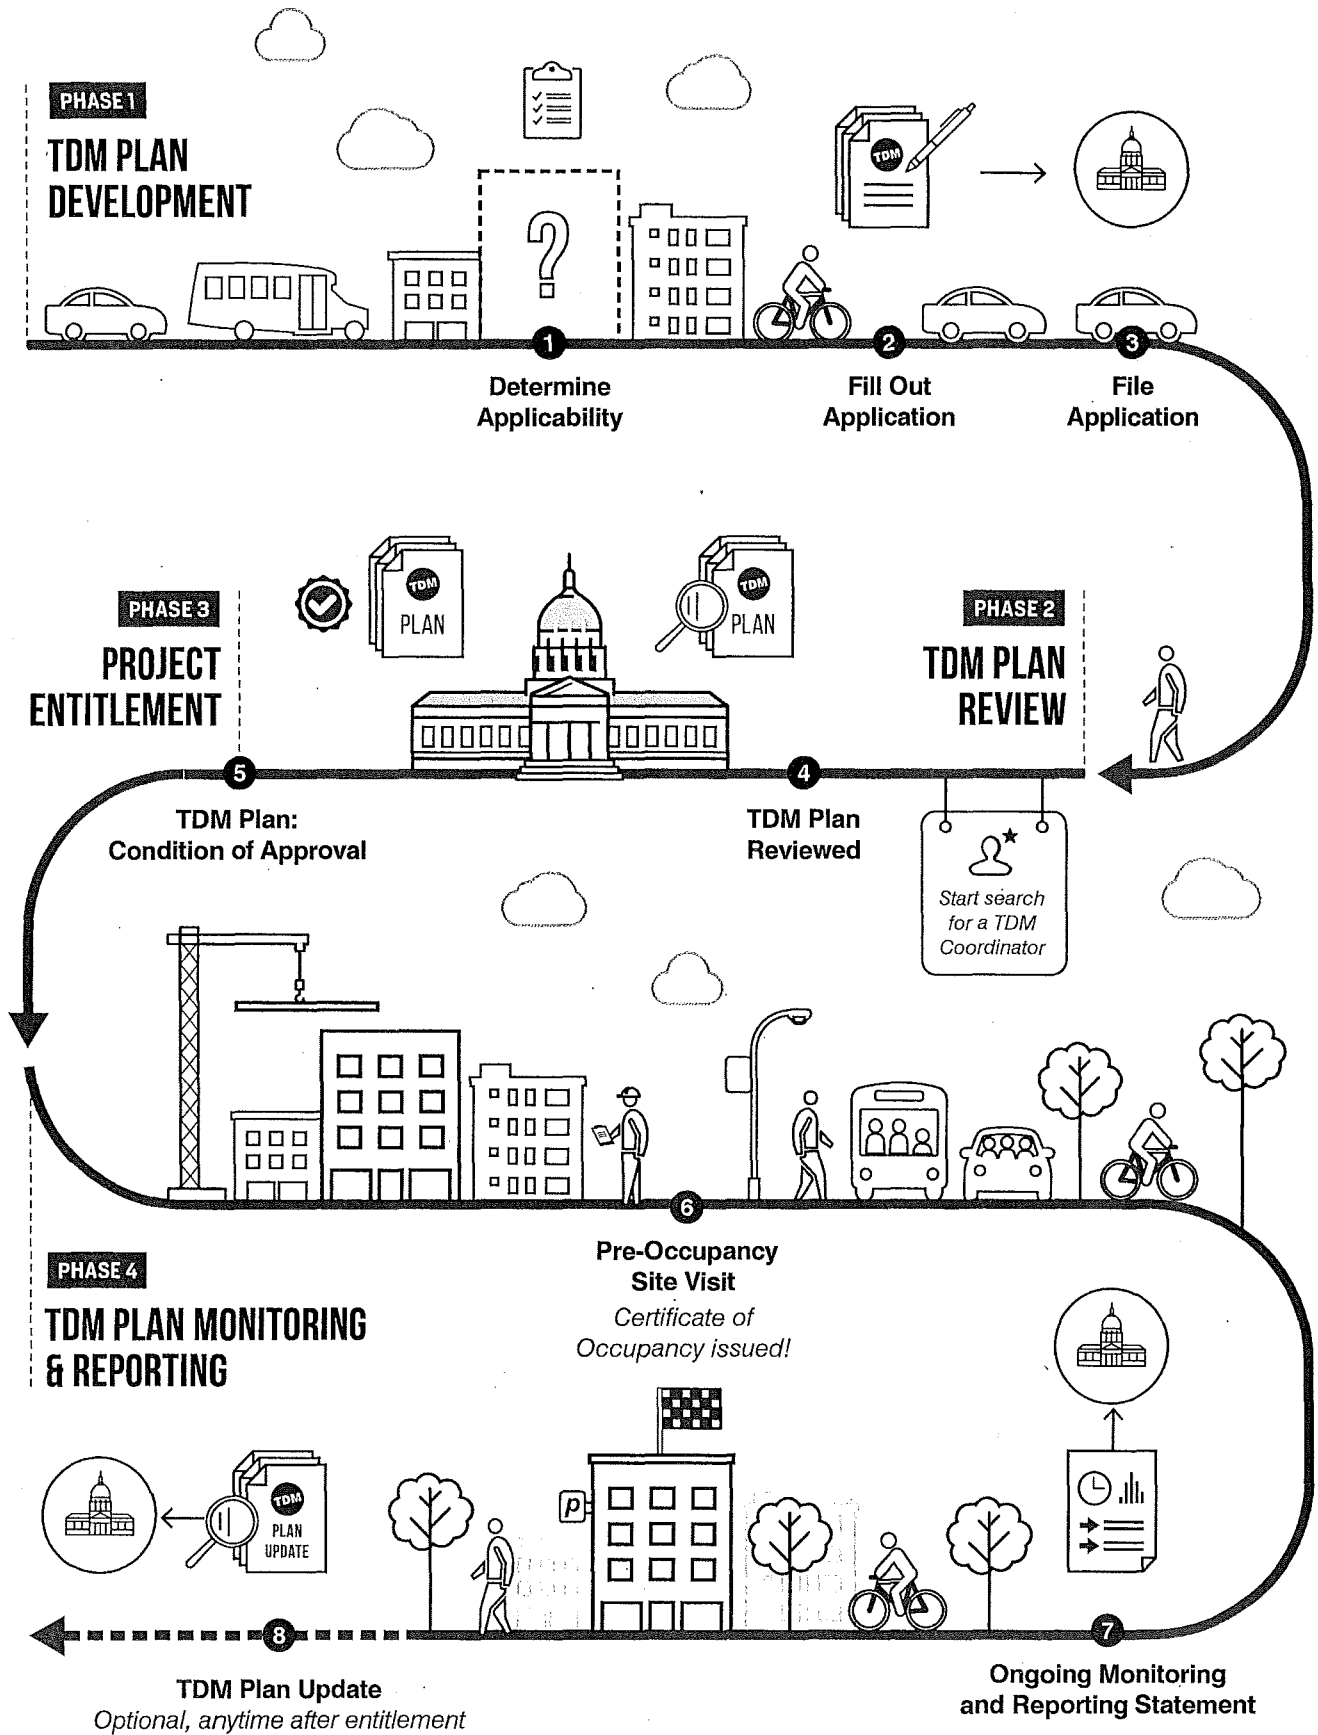 PHASE 1
TDM PLAN
DEVELOPMENT
TDM
?
1
2
3
Determine
Applicability
Fill Out
Application
File
Application
PHASE 3
PROJECT
ENTITLEMENT
TDM
PLAN
TDM
PLAN
PHASE 2
TDM PLAN
REVIEW
5
4
TDM Plan:
Condition of Approval
TDM Plan
Reviewed
Start search
for a TDM
Coordinator
6
Pre-Occupancy
Site Visit
Certificate of
Occupancy issued!
PHASE 4
TDM PLAN MONITORING
& REPORTING
TDM
PLAN
UPDATE
P
8
7
TDM Plan Update
Optional, anytime after entitlement
Ongoing Monitoring
and Reporting Statement